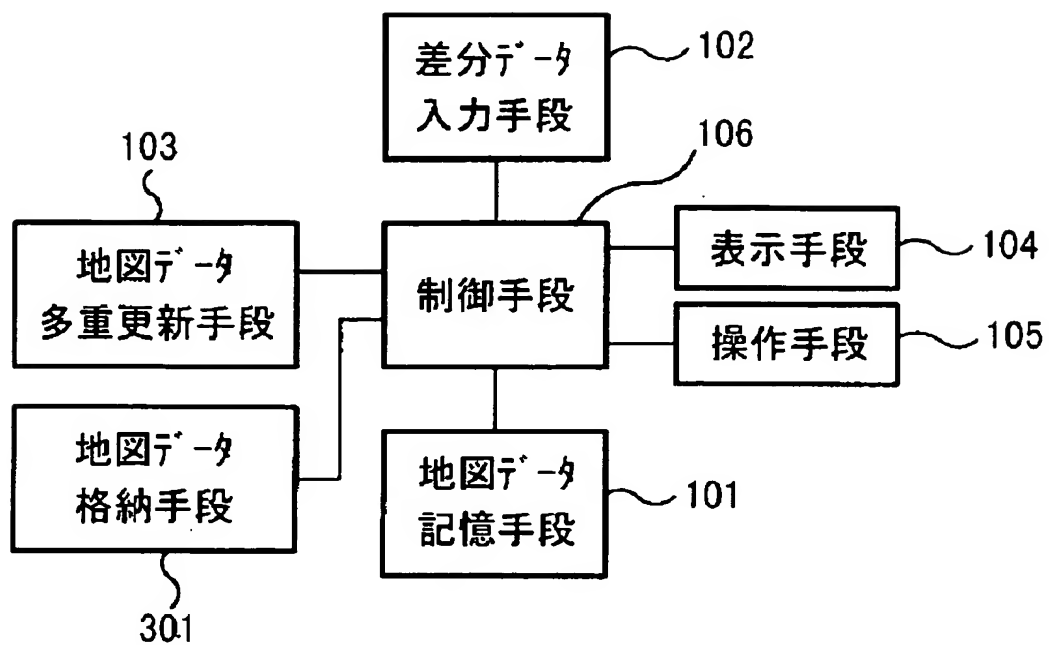 差分データ
入力手段
102
103
106
地図データ
多重更新手段
制御手段
表示手段
104
操作手段
105
地図データ
格納手段
地図データ
記憶手段
101
301